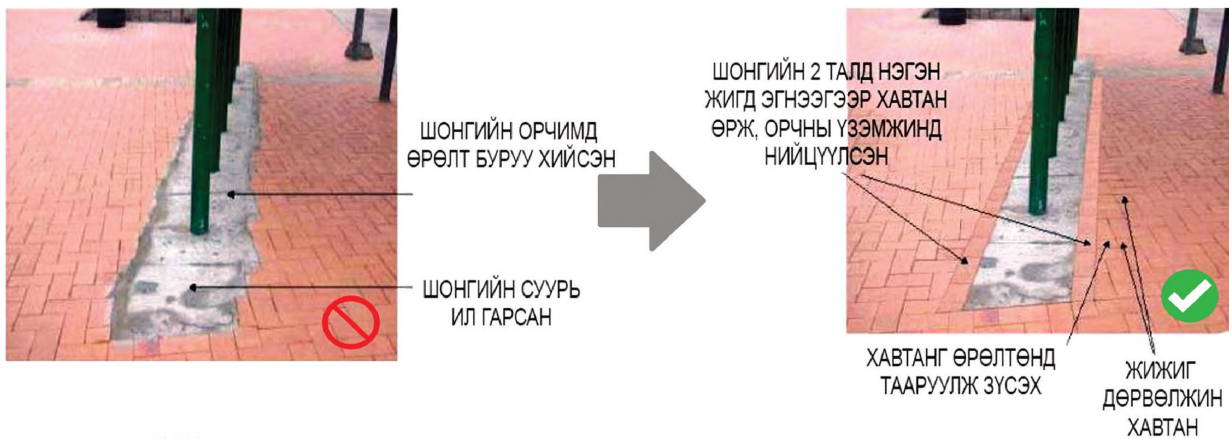 ШОНГИЙН ОРЧИМД
ӨРӨЛТ БУРУУ ХИЙСЭН
ШОНГИЙН СУУРЬ
ИЛ ГАРСАН
ШОНГИЙН 2 ТАЛД НЭГЭН
ЖИГД ЭГНЭЭГЭЭР ХАВТАН
ӨРЖ, ОРЧНЫ ҮЗЭМЖИНД
НИЙЦҮҮЛСЭН
ХАВТАНГ ӨРӨЛТӨНД
ТААРУУЛЖ ЗҮСЭХ
ЖИЖИГ
ДӨРВӨЛЖИН
ХАВТАН